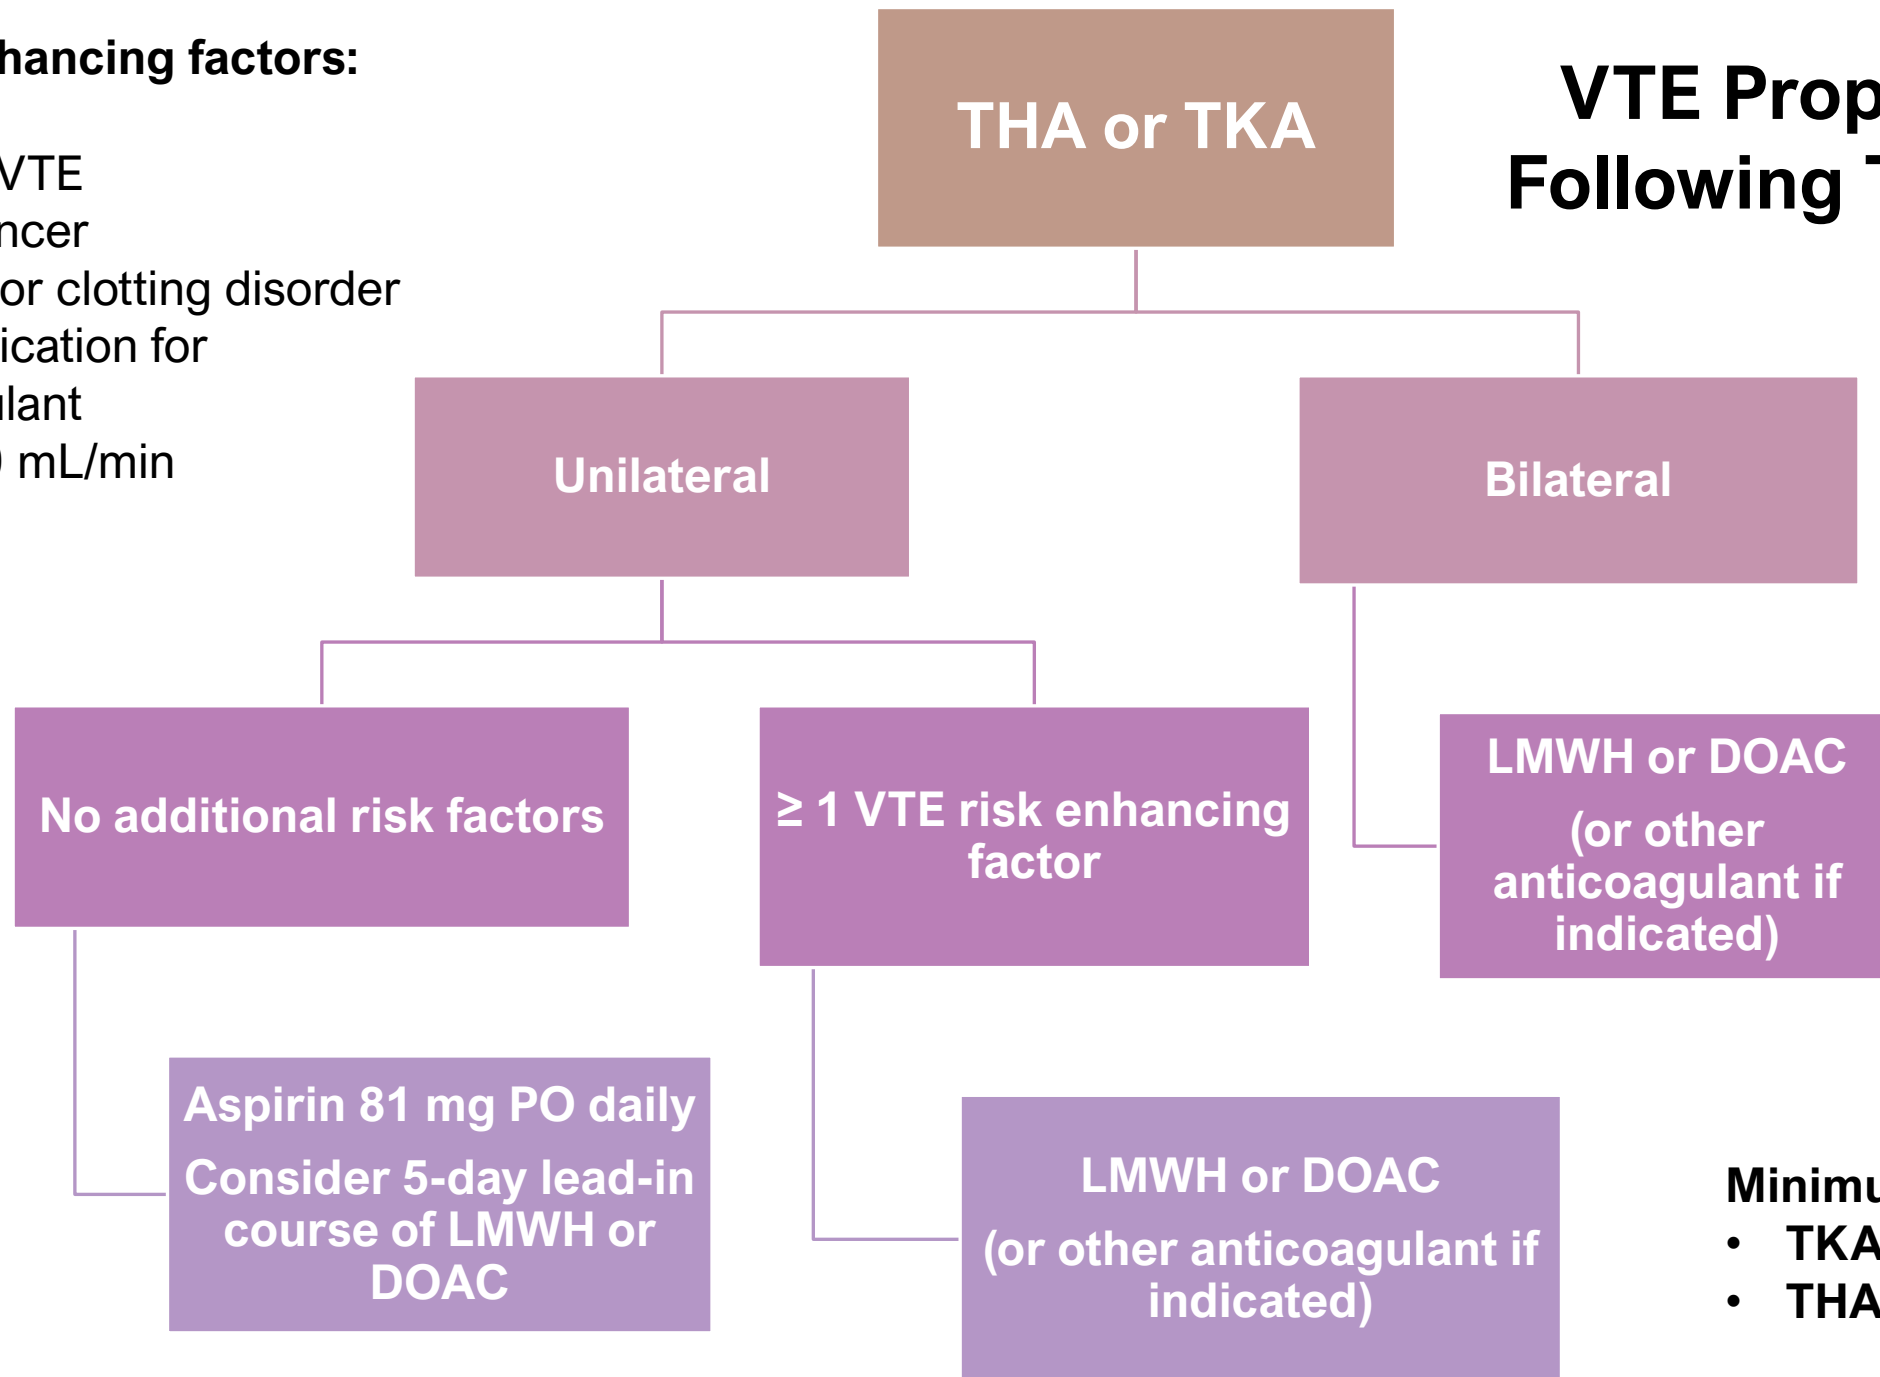 hancing factors:
VTE
ncer
or clotting disorder
ication for
ulant
mL/min
THA or TKA
VTE Prop
Following
Unilateral
Bilateral
No additional risk factors
≥ 1 VTE risk enhancing
factor
LMWH or DOAC
(or other
anticoagulant if
indicated)
Aspirin 81 mg PO daily
Consider 5-day lead-in
course of LMWH or
DOAC
LMWH or DOAC
(or other anticoagulant if
indicated)
Minimu
• TKA
• THA